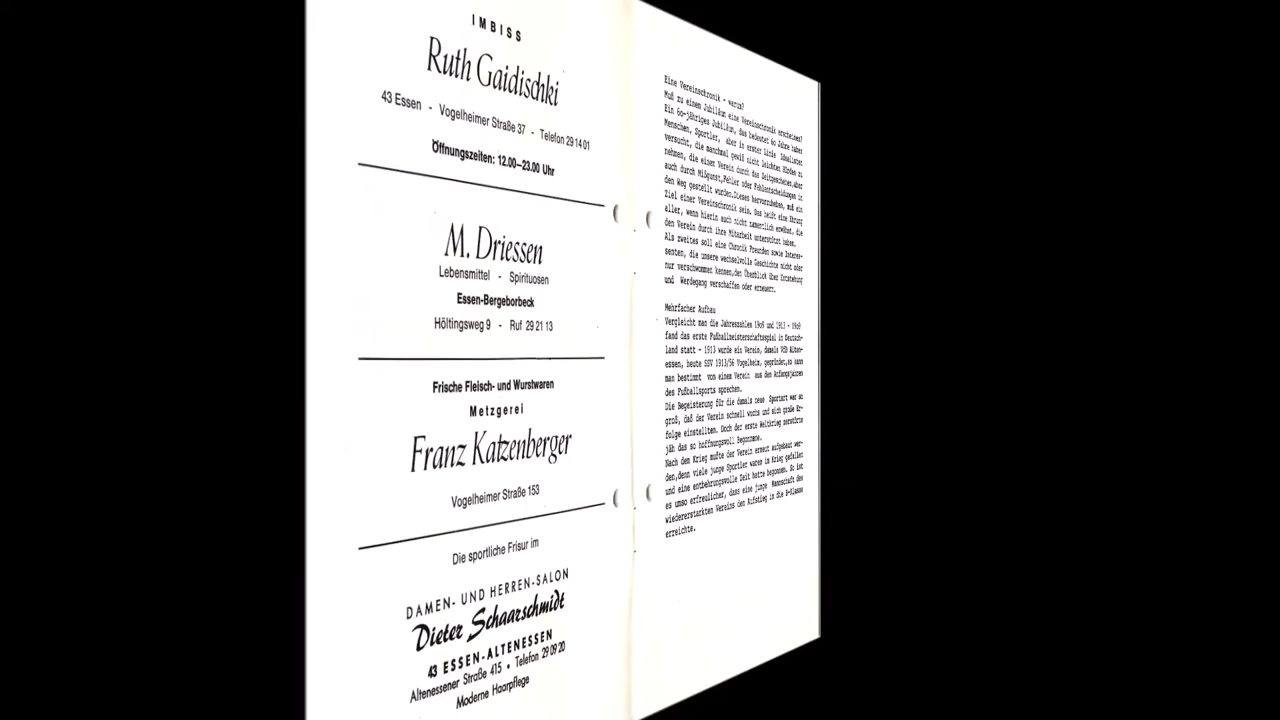 IMBISS
Ruth Gaidischki
43 Essen - Vogelheimer Straße 37 - Telefon 29 14 01
Öffnungszeiten: 12.00–23.00 Uhr
M. Driessen
Lebensmittel - Spirituosen
Essen-Bergeborbeck
Höltingsweg 9 - Ruf 29 21 13
Frische Fleisch- und Wurstwaren
Metzgerei
Franz Katzenberger
Vogelheimer Straße 153
Die sportliche Frisur im
DAMEN- UND HERREN-SALON
Dieter Schaarschmidt
43 ESSEN-ALTENESSEN
Altenessener Straße 415 • Telefon 29 09 20
Moderne Haarpflege
Eine Vereinschronik - warum?
Muß zu einem Jubiläum eine Vereinschronik erscheinen?
Ein 60-jähriges Jubiläum, das bedeutet 60 Jahre haben
Menschen, Sportler, aber in erster Linie Idealisten
versucht, die manchmal gewiß nicht leichten Hürden zu
nehmen, die einen Verein durch das Zeitgeschehen,aber
auch durch Mißgunst,Fehler oder Fehlentscheidungen in
den Weg gestellt wurden.Dieses hervorzuheben, muß ein
Ziel einer Vereinschronik sein. Das heißt eine Ehrung
aller, wenn hierin auch nicht namentlich erwähnt, die
den Verein durch ihre Mitarbeit unterstützt haben.
Als zweites soll eine Chronik Freunden sowie Interes-
senten, die unsere wechselvolle Geschichte nicht oder
nur verschwommen kennen,den Überblick über Entstehung
und Werdegang verschaffen oder erneuern.
Mehrfacher Aufbau
Vergleicht man die Jahreszahlen 1909 und 1913 - 1909
fand das erste Fußballmeisterschaftsspiel in Deutsch-
land statt - 1913 wurde ein Verein, damals VfB Alten-
essen, heute SSV 1913/56 Vogelheim, gegründet,so kann
man bestimmt von einem Verein aus den Anfangsjahren
des Fußballsports sprechen.
Die Begeisterung für die damals neue Sportart war so
groß, daß der Verein schnell wuchs und sich große Er-
folge einstellten. Doch der erste Weltkrieg zerstörte
jäh das so hoffnungsvoll Begonnene.
Nach dem Krieg mußte der Verein erneut aufgebaut wer-
den,denn viele junge Sportler waren im Krieg gefallen
und eine entbehrungsvolle Zeit hatte begonnen. So ist
es umso erfreulicher, dass eine junge Mannschaft des
wiedererstarkten Vereins den Aufstieg in die A-Klasse
erreichte.